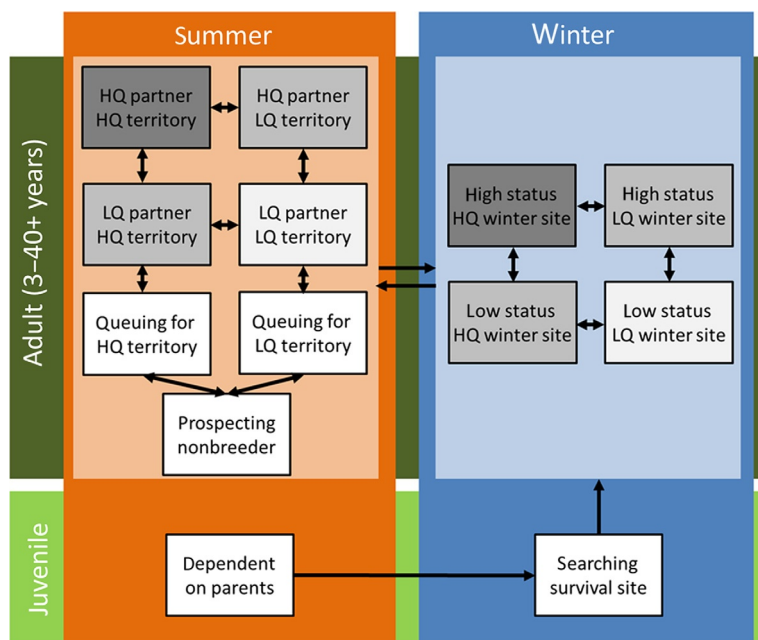 Summer
Winter
Adult (3–40+ years)
HQ partner
HQ territory
HQ partner
LQ territory
LQ partner
HQ territory
LQ partner
LQ territory
Queuing for
HQ territory
Queuing for
LQ territory
Prospecting
nonbreeder
High status
HQ winter site
High status
LQ winter site
Low status
HQ winter site
Low status
LQ winter site
Juvenile
Dependent
on parents
Searching
survival site